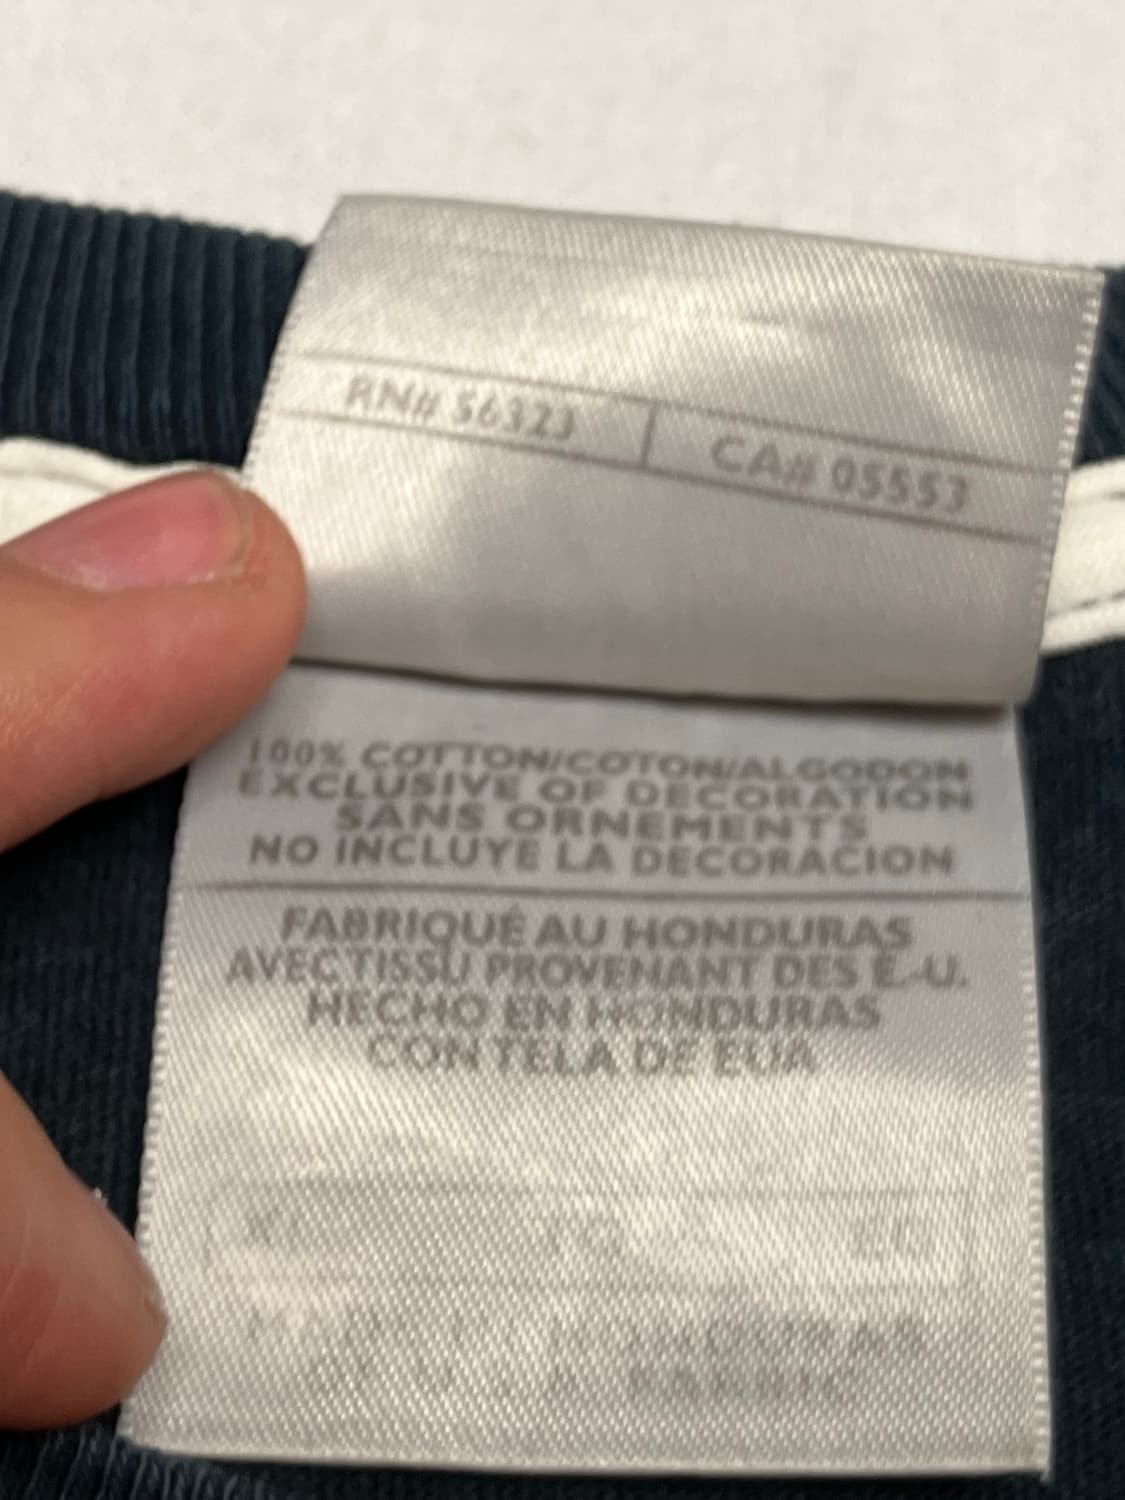 RN# 56323 CA# 05553
100% COTTON/COTON/ALGODON
EXCLUSIVE OF DECORATION
SANS ORNEMENTS
NO INCLUYE LA DECORACION
FABRIQUÉ AU HONDURAS
AVEC TISSU PROVENANT DES É.-U.
HECHO EN HONDURAS
CON TELA DE EUA